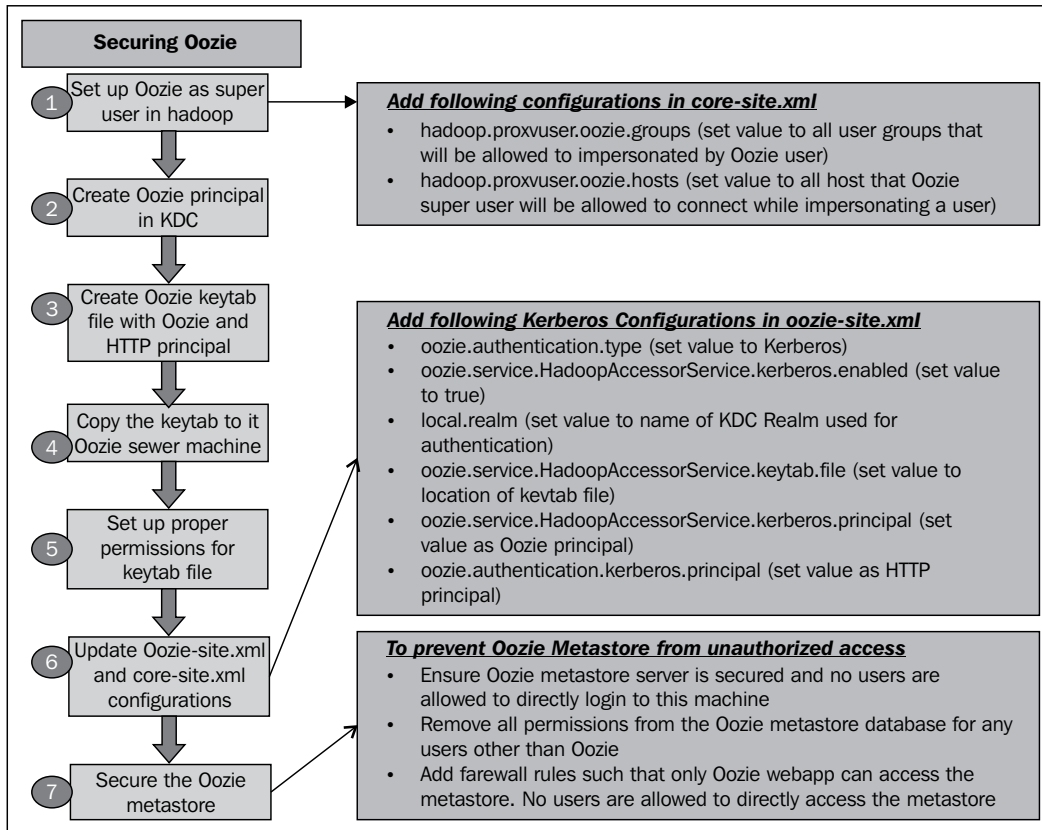 Securing Oozie
1
Set up Oozie as super
user in hadoop
Add following configurations in core-site.xml
• hadoop.proxvuser.oozie.groups (set value to all user groups that
will be allowed to impersonated by Oozie user)
• hadoop.proxvuser.oozie.hosts (set value to all host that Oozie
super user will be allowed to connect while impersonating a user)
2
Create Oozie principal
in KDC
3
Create Oozie keytab
file with Oozie and
HTTP principal
4
Copy the keytab to it
Oozie sewer machine
5
Set up proper
permissions for
keytab file
6
Update Oozie-site.xml
and core-site.xml
configurations
Add following Kerberos Configurations in oozie-site.xml
• oozie.authentication.type (set value to Kerberos)
• oozie.service.HadoopAccessorService.kerberos.enabled (set value
to true)
• local.realm (set value to name of KDC Realm used for
authentication)
• oozie.service.HadoopAccessorService.keytab.file (set value to
location of kevtab file)
• oozie.service.HadoopAccessorService.kerberos.principal (set
value as Oozie principal)
• oozie.authentication.kerberos.principal (set value as HTTP
principal)
7
Secure the Oozie
metastore
To prevent Oozie Metastore from unauthorized access
• Ensure Oozie metastore server is secured and no users are
allowed to directly login to this machine
• Remove all permissions from the Oozie metastore database for any
users other than Oozie
• Add farewall rules such that only Oozie webapp can access the
metastore. No users are allowed to directly access the metastore